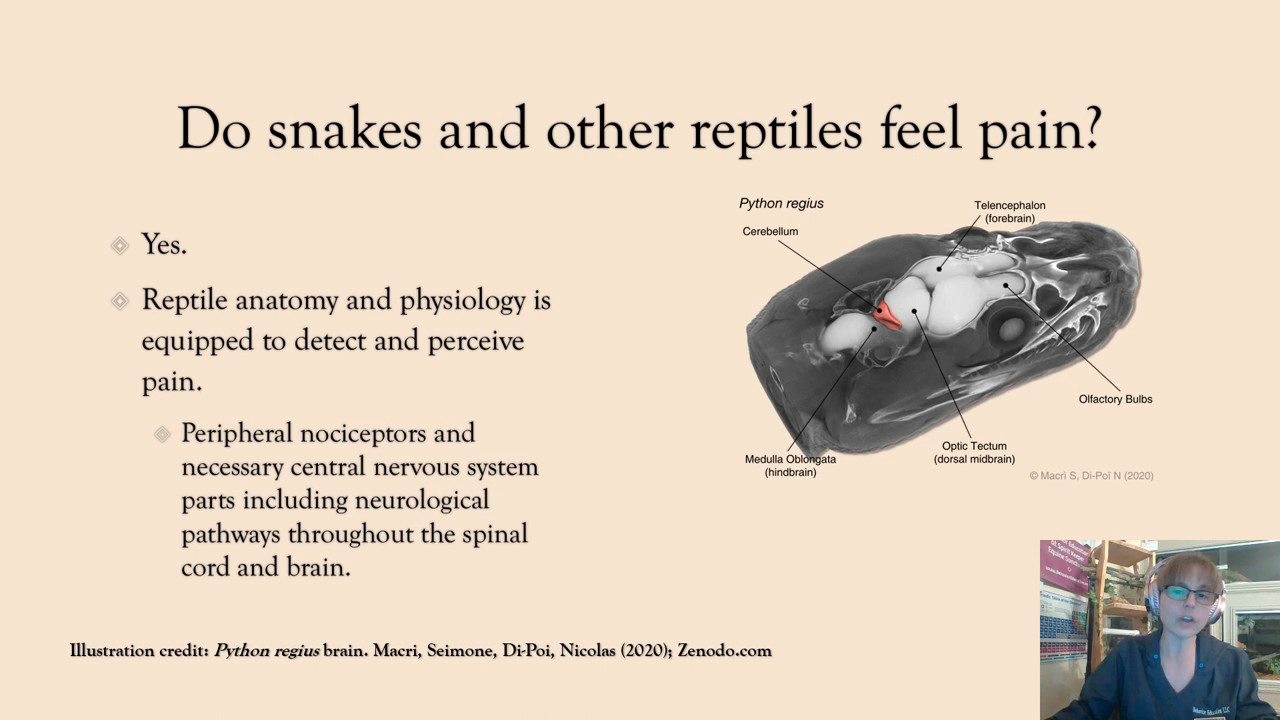 Do snakes and other reptiles feel pain?
Yes.
Reptile anatomy and physiology is
equipped to detect and perceive
pain.
Peripheral nociceptors and
necessary central nervous system
parts including neurological
pathways throughout the spinal
cord and brain.
Python regius
Telencephalon
(forebrain)
Cerebellum
Olfactory Bulbs
Optic Tectum
(dorsal midbrain)
Medulla Oblongata
(hindbrain)
© Macrì S, Di-Poï N (2020)
Illustration credit: Python regius brain. Macri, Seimone, Di-Poi, Nicolas (2020); Zenodo.com